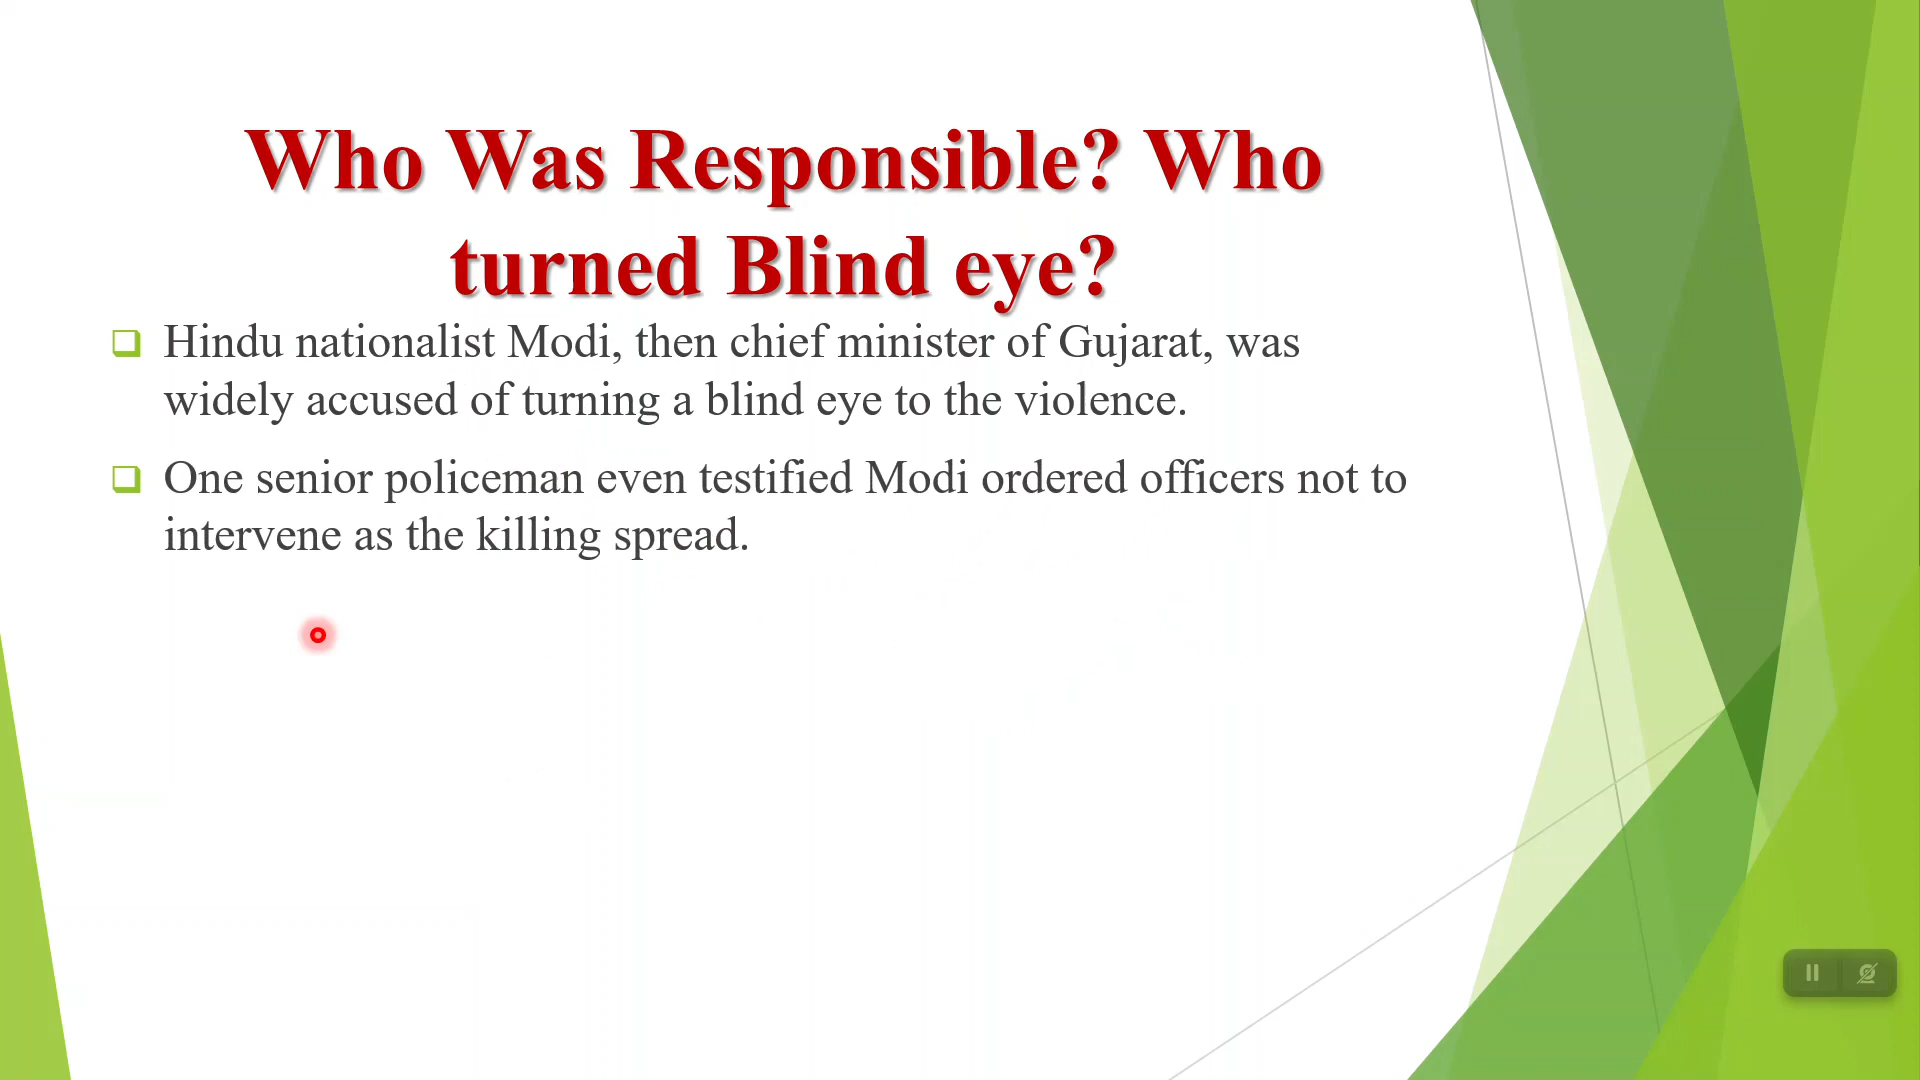 Who Was Responsible? Who
turned Blind eye?
Hindu nationalist Modi, then chief minister of Gujarat, was
widely accused of turning a blind eye to the violence.
One senior policeman even testified Modi ordered officers not to
intervene as the killing spread.